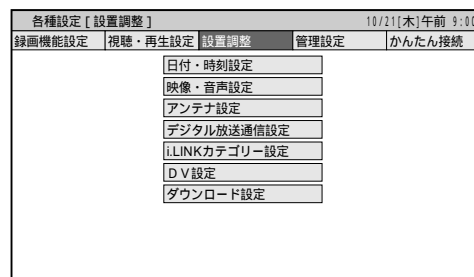 各種設定 [ 設置調整 ] 10/21[木]午前 9:00
録画機能設定 視聴・再生設定 設置調整 管理設定 かんたん接続
日付・時刻設定
映像・音声設定
アンテナ設定
デジタル放送通信設定
i.LINKカテゴリー設定
ＤＶ設定
ダウンロード設定